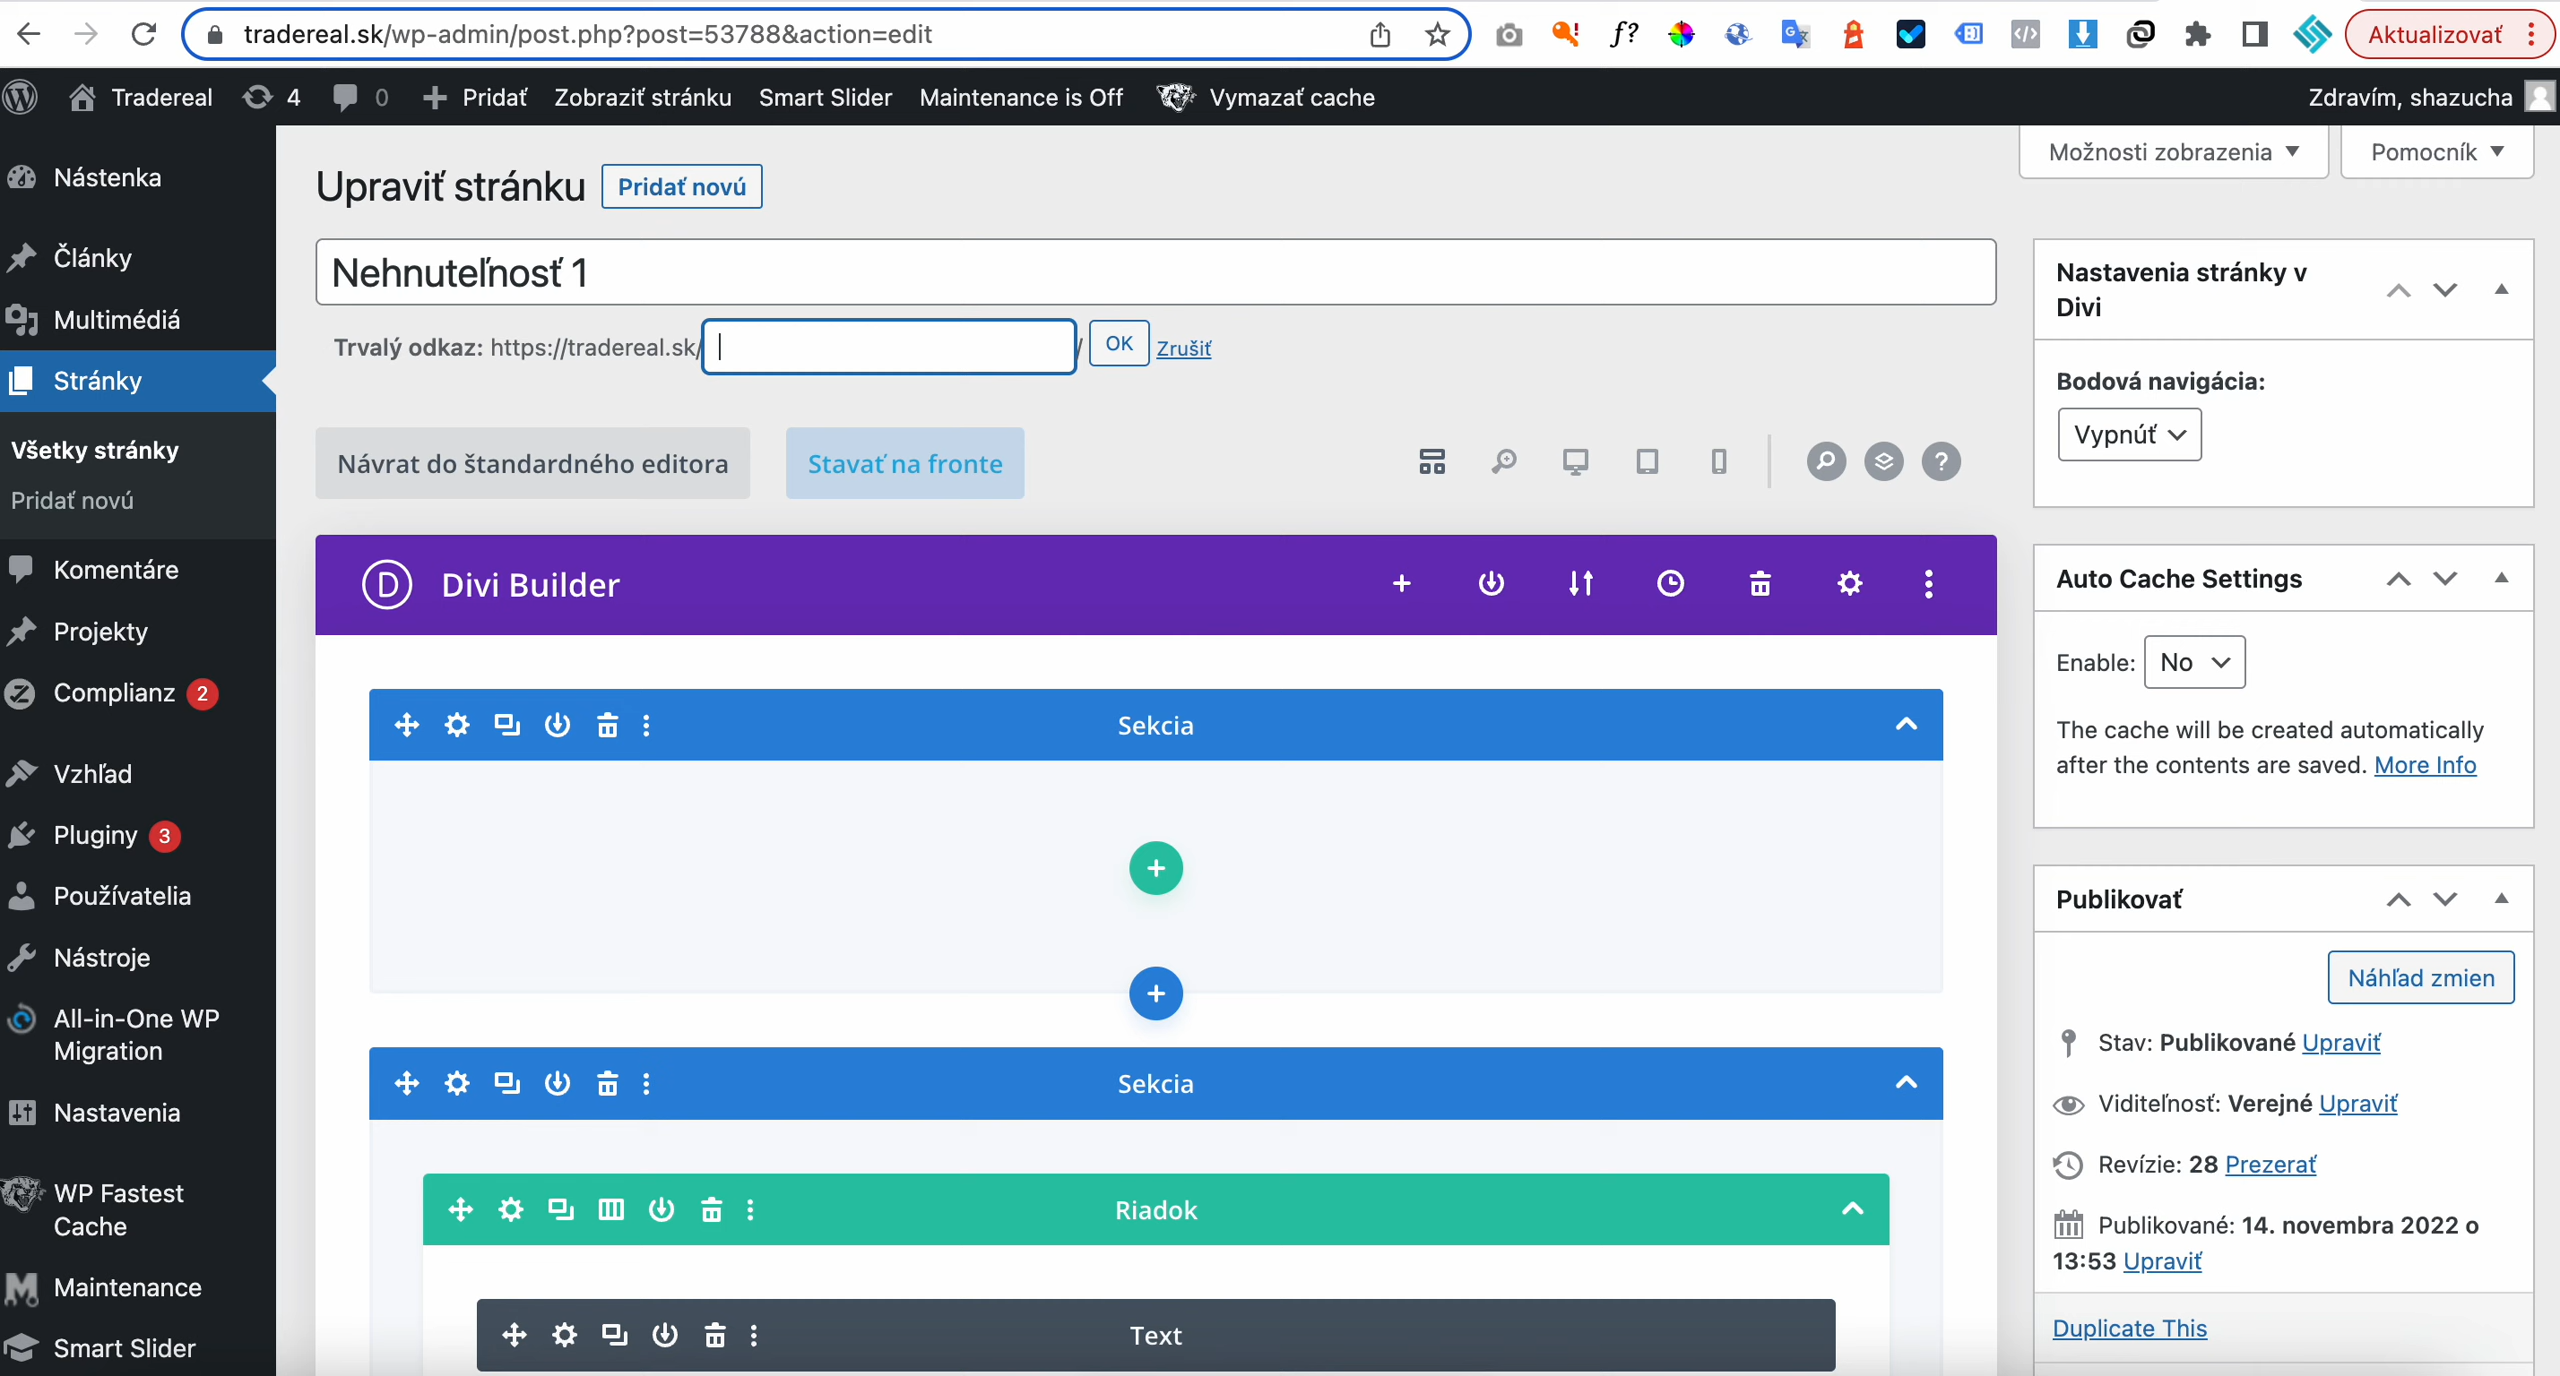 tradereal.sk/wp-admin/post.php?post=53788&action=edit
f?
Aktualizovať
Tradereal
4
0
Pridať
Zobraziť stránku
Smart Slider
Maintenance is Off
Vymazať cache
Zdravím, shazucha
Nástenka
Články
Multimédiá
Stránky
Všetky stránky
Pridať novú
Komentáre
Projekty
Complianz 2
Vzhľad
Pluginy 3
Používatelia
Nástroje
All-in-One WP
Migration
Nastavenia
WP Fastest
Cache
Maintenance
Smart Slider
Možnosti zobrazenia
Pomocník
Upraviť stránku
Pridať novú
Nehnuteľnosť 1
Trvalý odkaz: https://tradereal.sk/ / OK Zrušiť
Návrat do štandardného editora
Stavať na fronte
?
D Divi Builder
Sekcia
Sekcia
Riadok
Text
Nastavenia stránky v
Divi
Bodová navigácia:
Vypnúť
Auto Cache Settings
Enable: No
The cache will be created automatically
after the contents are saved. More Info
Publikovať
Náhľad zmien
Stav: Publikované Upraviť
Viditeľnosť: Verejné Upraviť
Revízie: 28 Prezerať
Publikované: 14. novembra 2022 o
13:53 Upraviť
Duplicate This